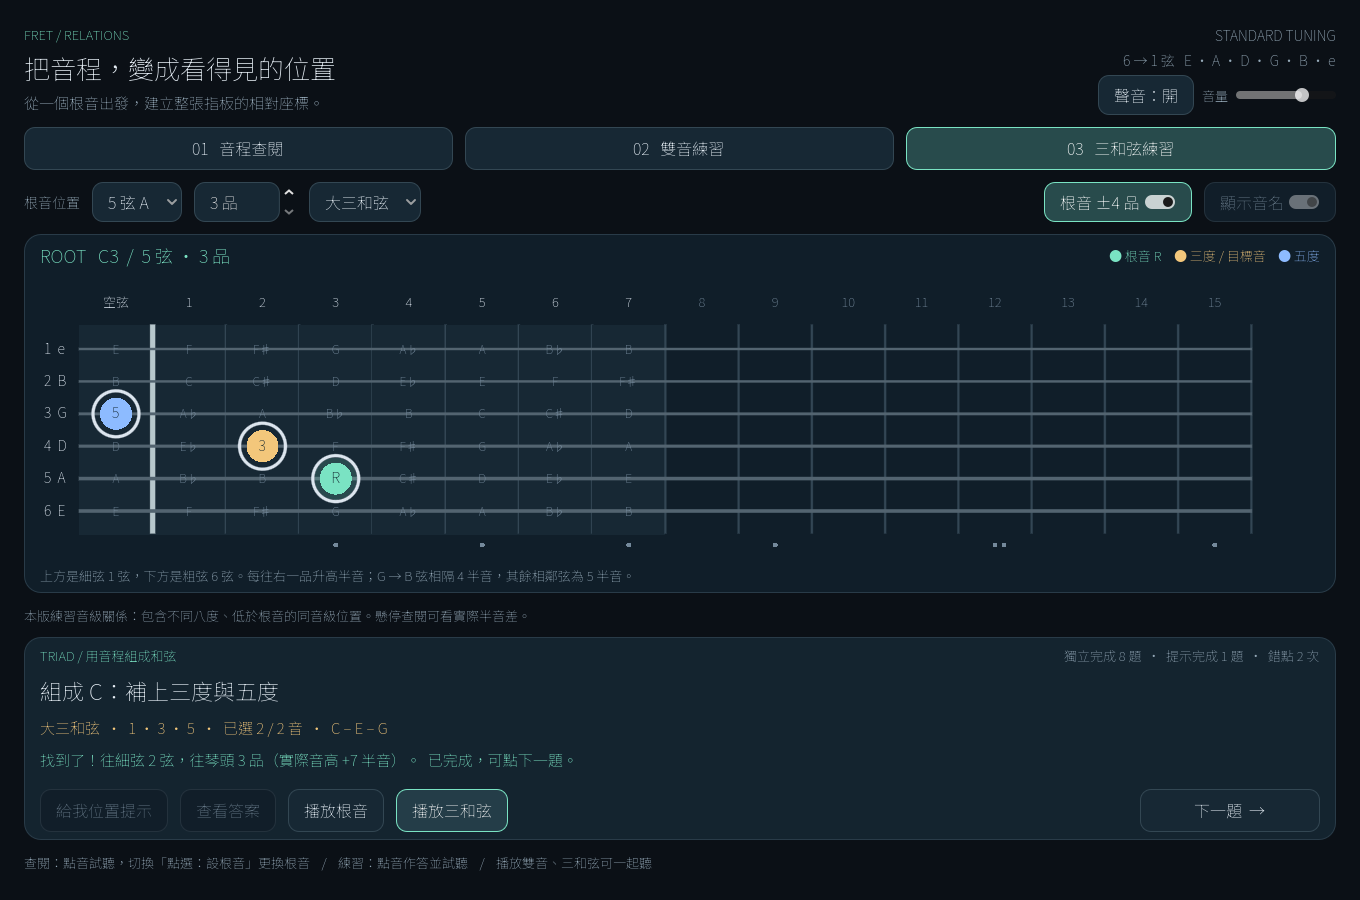 FRET / RELATIONS
STANDARD TUNING
把音程，變成看得見的位置
6→1弦 E・A・D・G・B・e
從一個根音出發，建立整張指板的相對座標。
聲音：開 音量
01 音程查閱 02 雙音練習 03 三和弦練習
根音位置 5 弦 A 3 品 大三和弦 根音 ±4 品 顯示音名
ROOT C3 / 5 弦・3 品 根音 R 三度 / 目標音 五度
空弦 1 2 3 4 5 6 7 8 9 10 11 12 13 14 15
1 e E F F♯ G A♭ A B♭ B
2 B B C C♯ D E♭ E F F♯
3 G 5 A♭ A B♭ B C C♯ D
4 D D E♭ 3 F F♯ G A♭ A
5 A A B♭ B R C♯ D E♭ E
6 E E F F♯ G A♭ A B♭ B
上方是細弦 1 弦，下方是粗弦 6 弦。每往右一品升高半音；G → B 弦相隔 4 半音，其餘相鄰弦為 5 半音。
本版練習音級關係：包含不同八度、低於根音的同音級位置。懸停查閱可看實際半音差。
TRIAD / 用音程組成和弦 獨立完成 8 題 ・ 提示完成 1 題 ・ 錯點 2 次
組成 C：補上三度與五度
大三和弦 ・ 1・3・5 ・ 已選 2 / 2 音 ・ C – E – G
找到了！往細弦 2 弦，往琴頭 3 品（實際音高 +7 半音）。 已完成，可點下一題。
給我位置提示 查看答案 播放根音 播放三和弦 下一題 →
查閱：點音試聽，切換「點選：設根音」更換根音 / 練習：點音作答並試聽 / 播放雙音、三和弦可一起聽